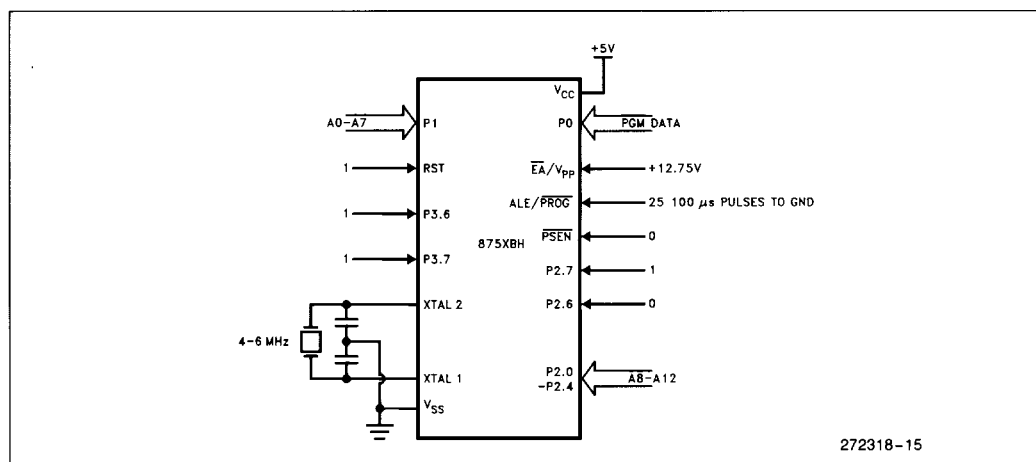 +5V
VCC
A0-A7
P1
P0
PGM DATA
1
RST
EA/VPP
+12.75V
ALE/PROG
25 100 μs PULSES TO GND
1
P3.6
PSEN
0
875XBH
1
P3.7
P2.7
1
XTAL 2
P2.6
0
4-6 MHz
XTAL 1
P2.0
-P2.4
A8-A12
VSS
272318-15